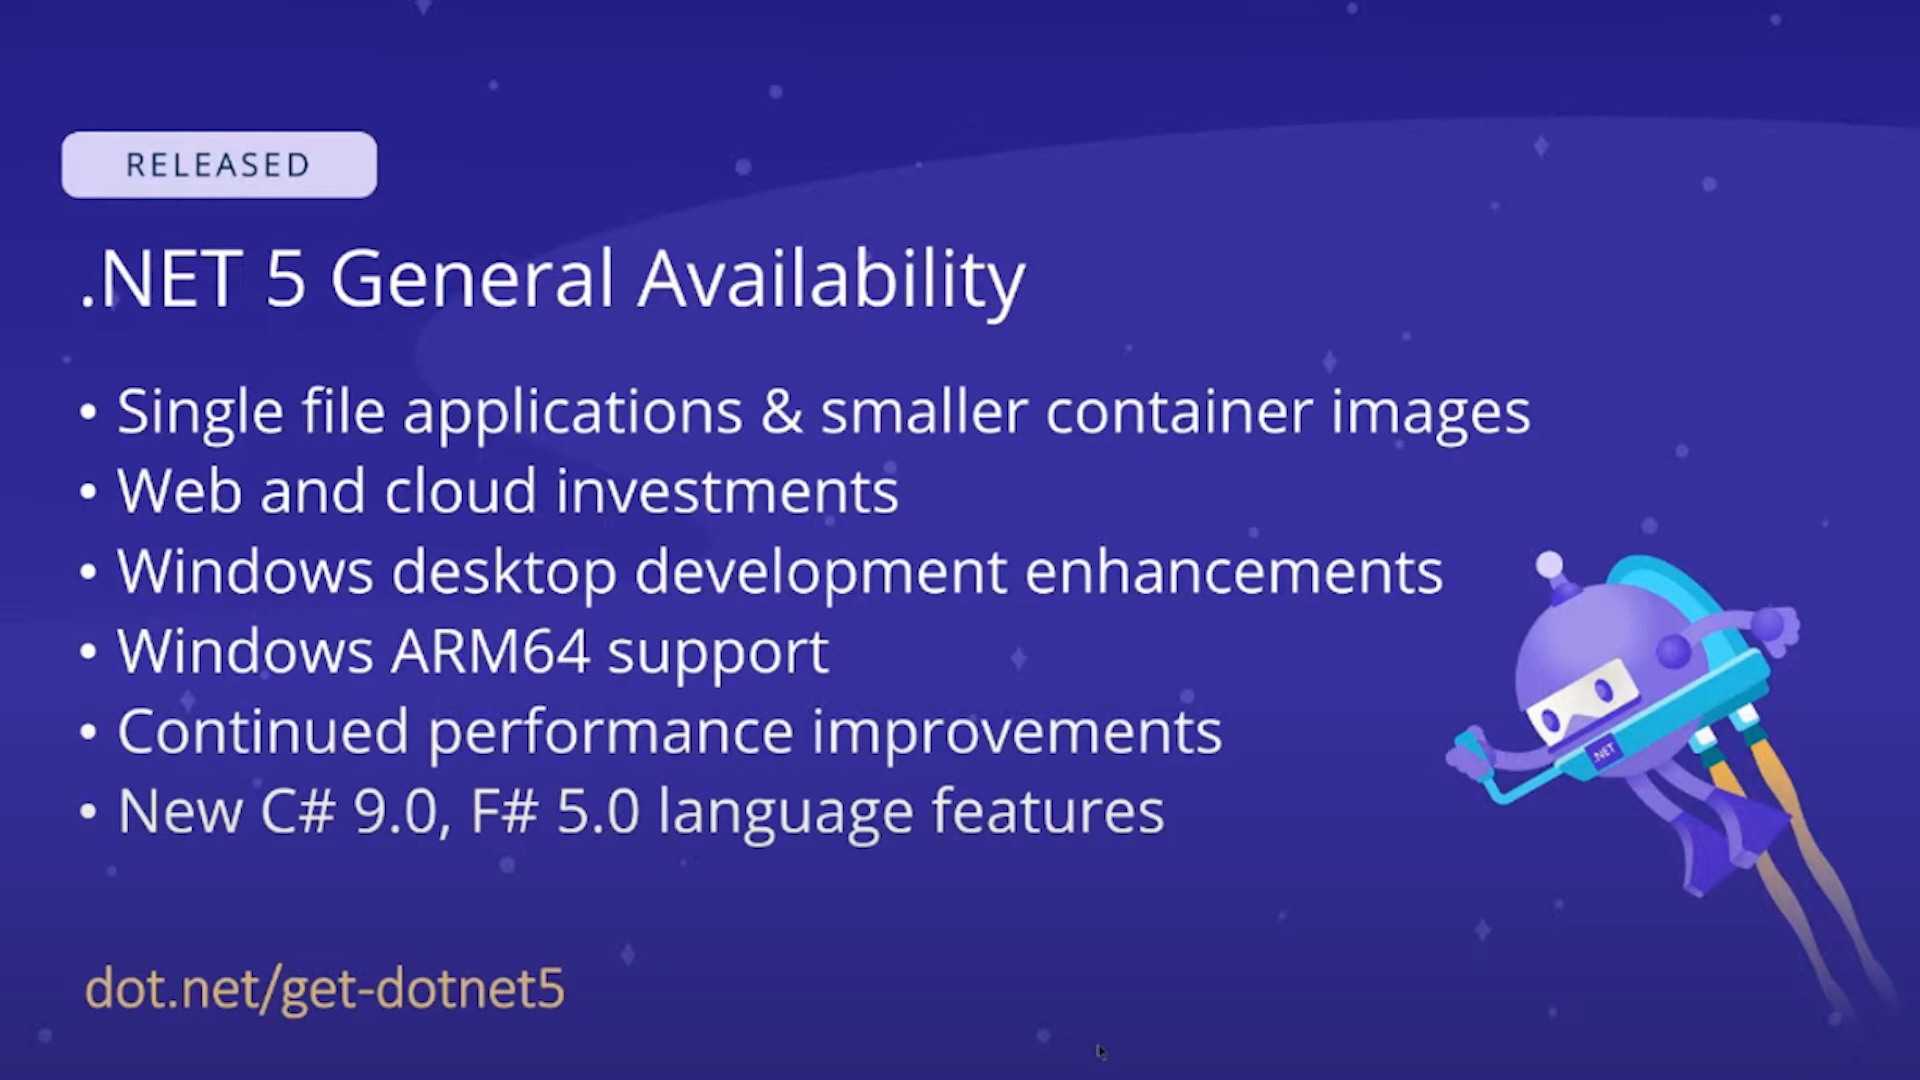 RELEASED
.NET 5 General Availability
• Single file applications & smaller container images
• Web and cloud investments
• Windows desktop development enhancements
• Windows ARM64 support
• Continued performance improvements
• New C# 9.0, F# 5.0 language features
.NET
dot.net/get-dotnet5